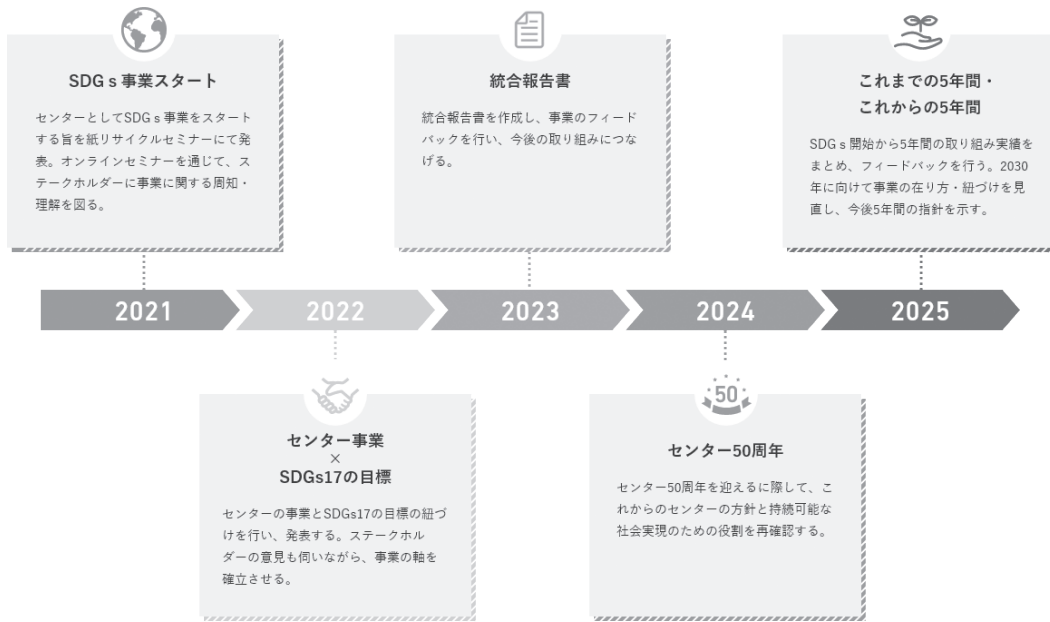 SDGｓ事業スタート
センターとしてSDGｓ事業をスタート
する旨を紙リサイクルセミナーにて発
表。オンラインセミナーを通じて、ス
テークホルダーに事業に関する周知・
理解を図る。
統合報告書
統合報告書を作成し、事業のフィード
バックを行い、今後の取り組みにつな
げる。
これまでの5年間・
これからの5年間
SDGｓ開始から5年間の取り組み実績を
まとめ、フィードバックを行う。2030
年に向けて事業の在り方・紐づけを見
直し、今後5年間の指針を示す。
2021
2022
2023
2024
2025
センター事業
×
SDGs17の目標
センターの事業とSDGs17の目標の紐づ
けを行い、発表する。ステークホル
ダーの意見も伺いながら、事業の軸を
確立させる。
50
センター50周年
センター50周年を迎えるに際して、こ
れからのセンターの方針と持続可能な
社会実現のための役割を再確認する。